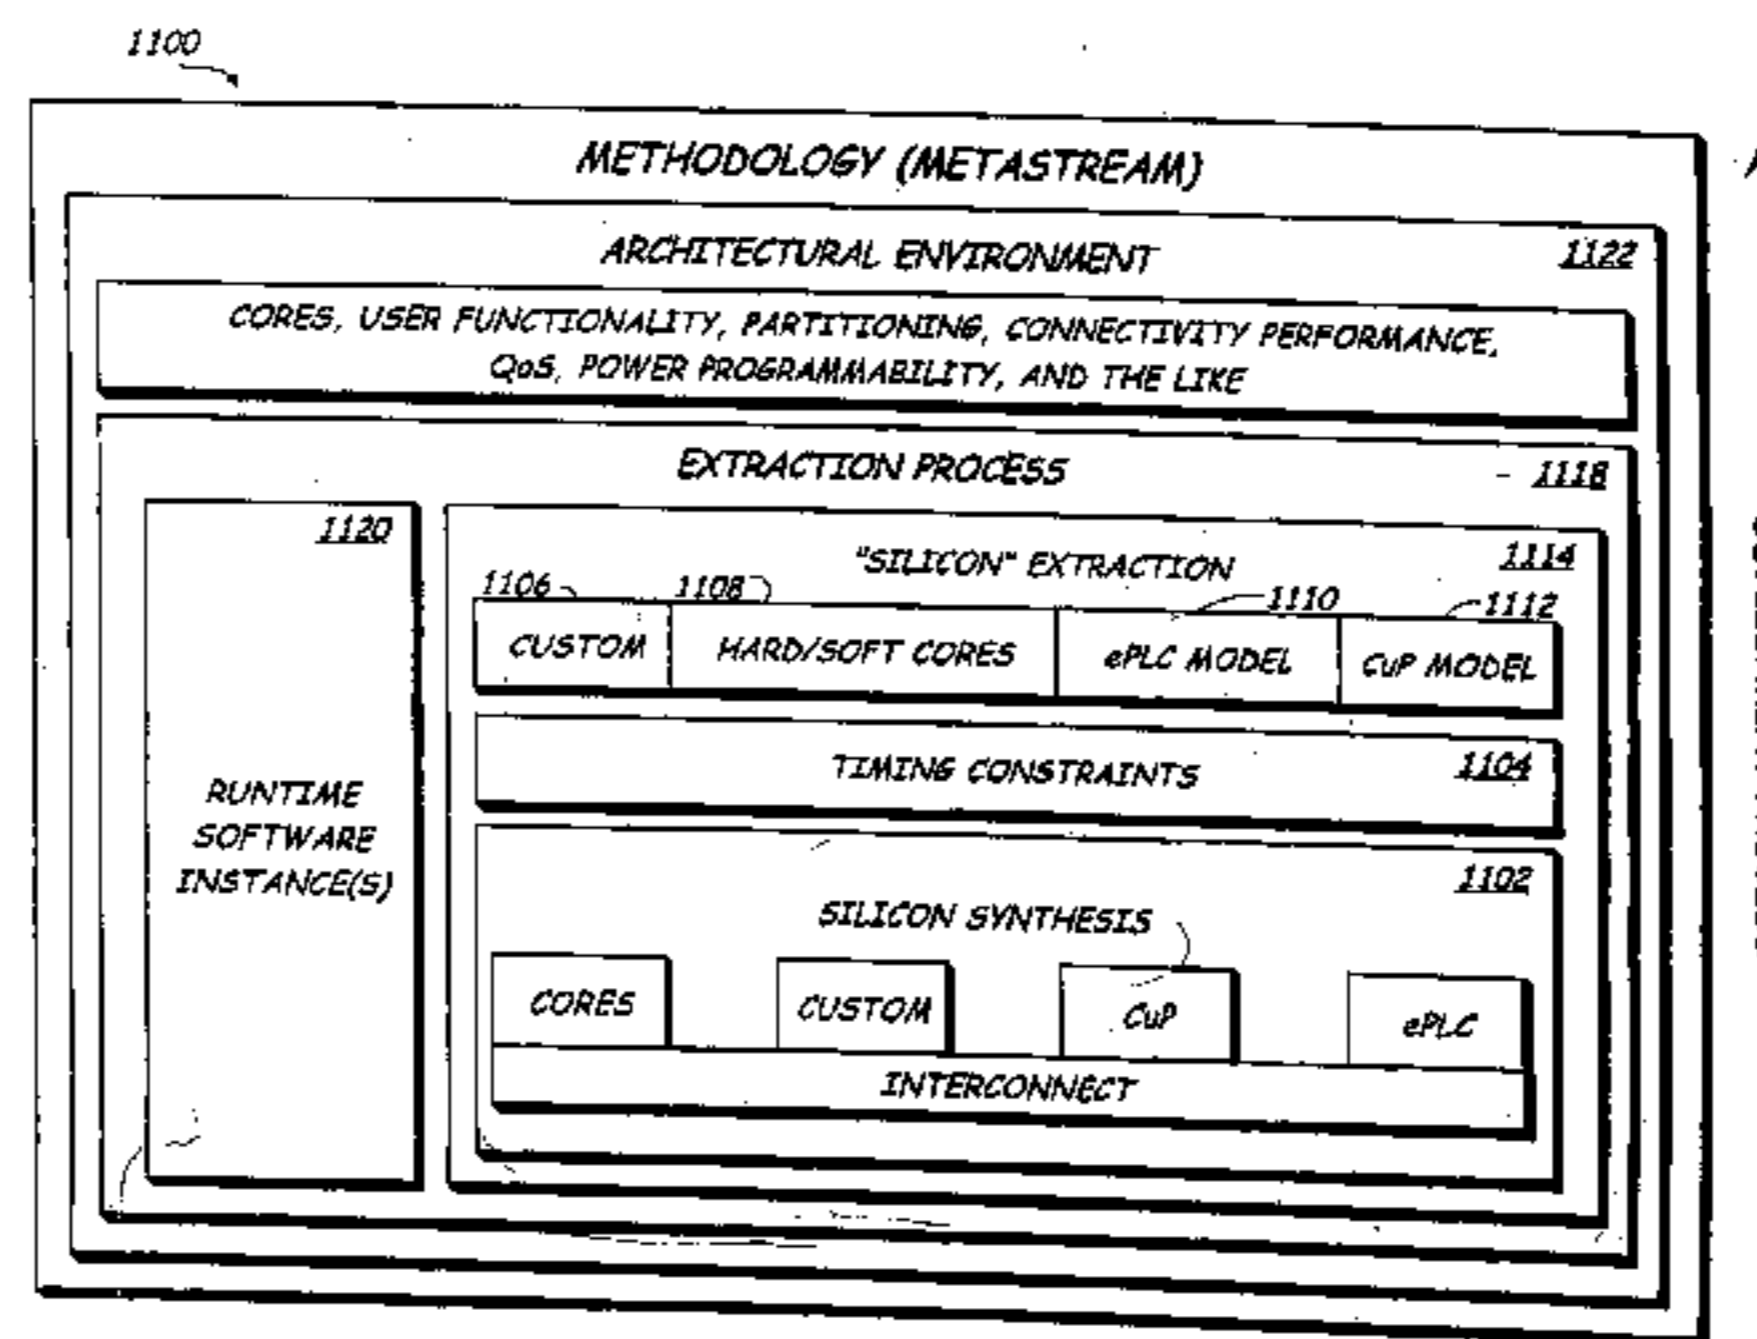 1100
METHODOLOGY (METASTREAM)
ARCHITECTURAL ENVIRONMENT 1122
CORES, USER FUNCTIONALITY, PARTITIONING, CONNECTIVITY PERFORMANCE,
QoS, POWER PROGRAMMABILITY, AND THE LIKE
EXTRACTION PROCESS 1118
1120
"SILICON" EXTRACTION 1114
1106 1108 1110 1112
CUSTOM HARD/SOFT CORES ePLC MODEL CuP MODEL
TIMING CONSTRAINTS 1104
RUNTIME
SOFTWARE
INSTANCE(S)
1102
SILICON SYNTHESIS
CORES CUSTOM CuP ePLC
INTERCONNECT